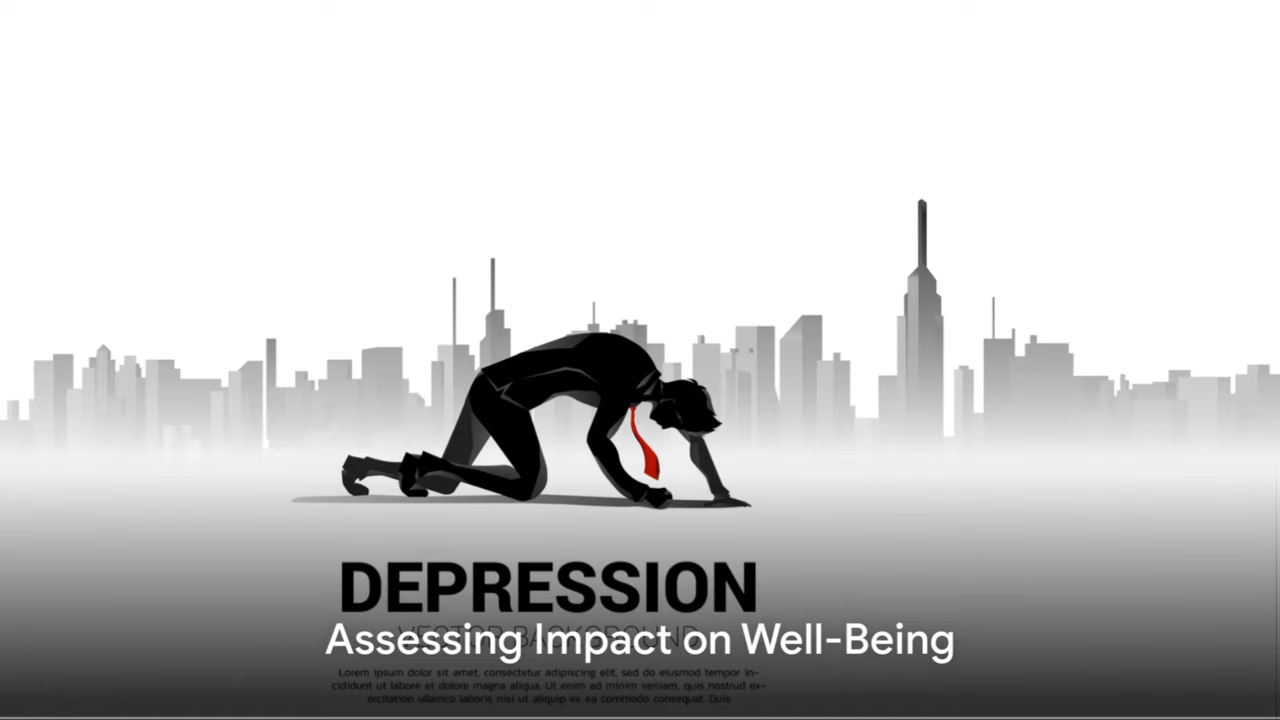 DEPRESSION
VECTOR BACKGROUND
Assessing Impact on Well-Being
Lorem ipsum dolor sit amet, consectetur adipiscing elit, sed do eiusmod tempor in-
cididunt ut labore et dolore magna aliqua. Ut enim ad minim veniam, quis nostrud ex-
ercitation ullamco laboris nisi ut aliquip ex ea commodo consequat. Duis